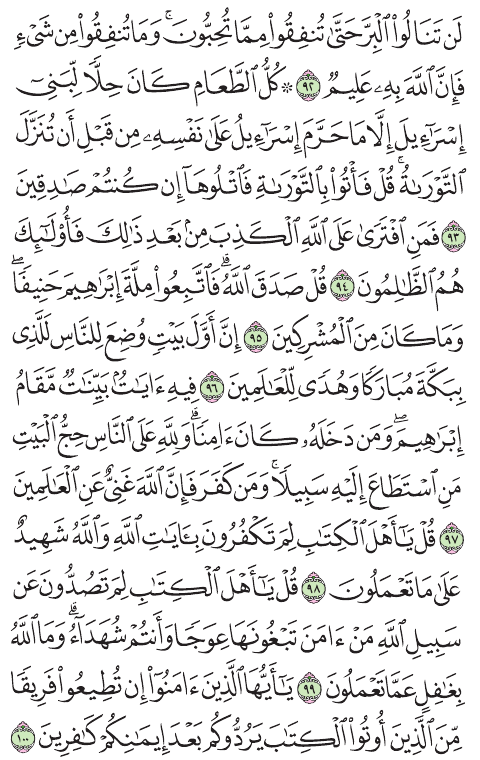 لَن تَنَالُوا۟ ٱلْبِرَّ حَتَّىٰ تُنفِقُوا۟ مِمَّا تُحِبُّونَ ۚ وَمَا تُنفِقُوا۟ مِن شَىْءٍ
فَإِنَّ ٱللَّهَ بِهِۦ عَلِيمٌ ٩٢ ۞ كُلُّ ٱلطَّعَامِ كَانَ حِلًّا لِّبَنِىٓ
إِسْرَٰٓءِيلَ إِلَّا مَا حَرَّمَ إِسْرَٰٓءِيلُ عَلَىٰ نَفْسِهِۦ مِن قَبْلِ أَن تُنَزَّلَ
ٱلتَّوْرَىٰةُ ۗ قُلْ فَأْتُوا۟ بِٱلتَّوْرَىٰةِ فَٱتْلُوهَآ إِن كُنتُمْ صَٰدِقِينَ
٩٣ فَمَنِ ٱفْتَرَىٰ عَلَى ٱللَّهِ ٱلْكَذِبَ مِنۢ بَعْدِ ذَٰلِكَ فَأُو۟لَٰٓئِكَ
هُمُ ٱلظَّٰلِمُونَ ٩٤ قُلْ صَدَقَ ٱللَّهُ ۗ فَٱتَّبِعُوا۟ مِلَّةَ إِبْرَٰهِيمَ حَنِيفًا ۖ
وَمَا كَانَ مِنَ ٱلْمُشْرِكِينَ ٩٥ إِنَّ أَوَّلَ بَيْتٍ وُضِعَ لِلنَّاسِ لَلَّذِى
بِبَكَّةَ مُبَارَكًا وَهُدًى لِّلْعَٰلَمِينَ ٩٦ فِيهِ ءَايَٰتٌۢ بَيِّنَٰتٌ مَّقَامُ
إِبْرَٰهِيمَ ۖ وَمَن دَخَلَهُۥ كَانَ ءَامِنًا ۗ وَلِلَّهِ عَلَى ٱلنَّاسِ حِجُّ ٱلْبَيْتِ
مَنِ ٱسْتَطَاعَ إِلَيْهِ سَبِيلًا ۚ وَمَن كَفَرَ فَإِنَّ ٱللَّهَ غَنِىٌّ عَنِ ٱلْعَٰلَمِينَ
٩٧ قُلْ يَٰٓأَهْلَ ٱلْكِتَٰبِ لِمَ تَكْفُرُونَ بِـَٔايَٰتِ ٱللَّهِ وَٱللَّهُ شَهِيدٌ
عَلَىٰ مَا تَعْمَلُونَ ٩٨ قُلْ يَٰٓأَهْلَ ٱلْكِتَٰبِ لِمَ تَصُدُّونَ عَن
سَبِيلِ ٱللَّهِ مَنْ ءَامَنَ تَبْغُونَهَا عِوَجًا وَأَنتُمْ شُهَدَآءُ ۗ وَمَا ٱللَّهُ
بِغَٰفِلٍ عَمَّا تَعْمَلُونَ ٩٩ يَٰٓأَيُّهَا ٱلَّذِينَ ءَامَنُوٓا۟ إِن تُطِيعُوا۟ فَرِيقًا
مِّنَ ٱلَّذِينَ أُوتُوا۟ ٱلْكِتَٰبَ يَرُدُّوكُم بَعْدَ إِيمَٰنِكُمْ كَٰفِرِينَ ١٠٠